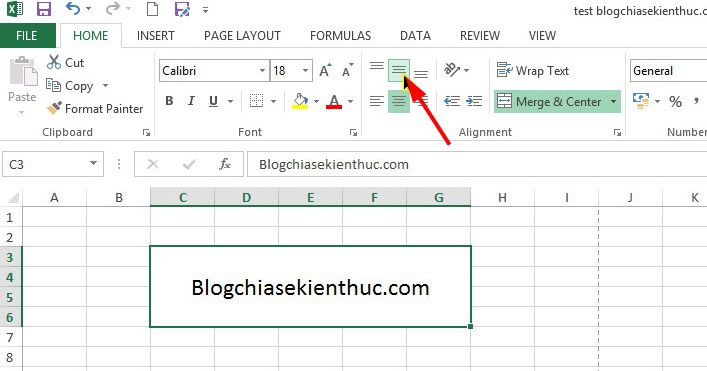 test blogchiasekienthuc.co
FILE HOME INSERT PAGE LAYOUT FORMULAS DATA REVIEW VIEW
Cut
Copy
Format Painter
Paste
Clipboard
Calibri 18 A A
B I U A
Font
Wrap Text
Merge & Center
Alignment
General
% ,
Number
C3 fx Blogchiasekienthuc.com
A B C D E F G H I J K
1
2
3
4
5
6
7
8
Blogchiasekienthuc.com